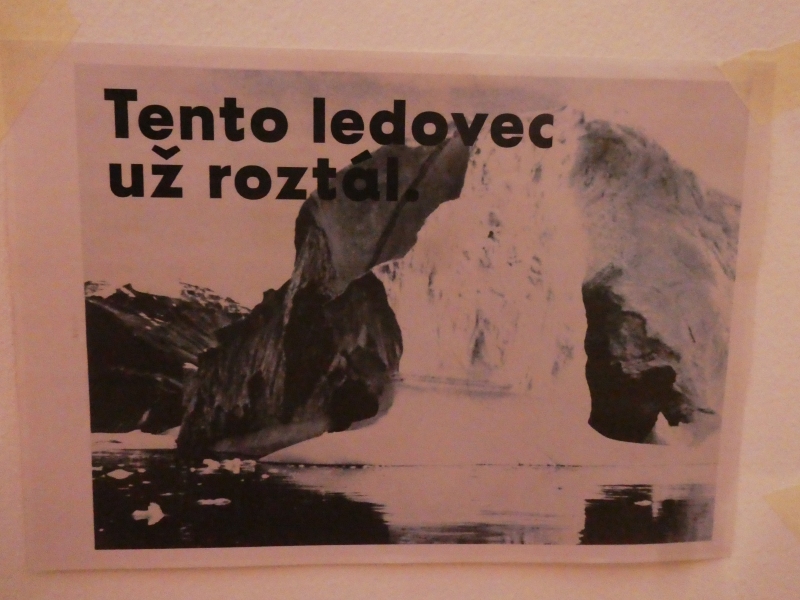 Tento ledovec
už roztál.